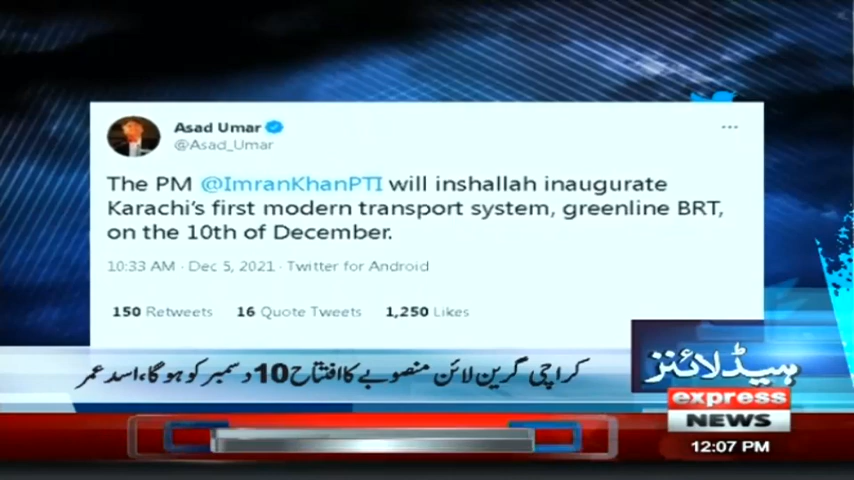 Asad Umar
@Asad_Umar
The PM @ImranKhanPTI will inshallah inaugurate
Karachi's first modern transport system, greenline BRT,
on the 10th of December.
10:33 AM · Dec 5, 2021 · Twitter for Android
150 Retweets 16 Quote Tweets 1,250 Likes
کراچی گرین لائن منصوبے کا افتتاح 10 دسمبر کو ہوگا، اسد عمر
ہیڈلائنز
express
NEWS
12:07 PM